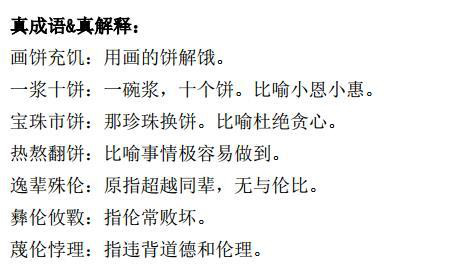 真成语&真解释：
画饼充饥：用画的饼解饿。
一浆十饼：一碗浆，十个饼。比喻小恩小惠。
宝珠市饼：那珍珠换饼。比喻杜绝贪心。
热熬翻饼：比喻事情极容易做到。
逸辈殊伦：原指超越同辈，无与伦比。
彝伦攸斁：指伦常败坏。
蔑伦悖理：指违背道德和伦理。